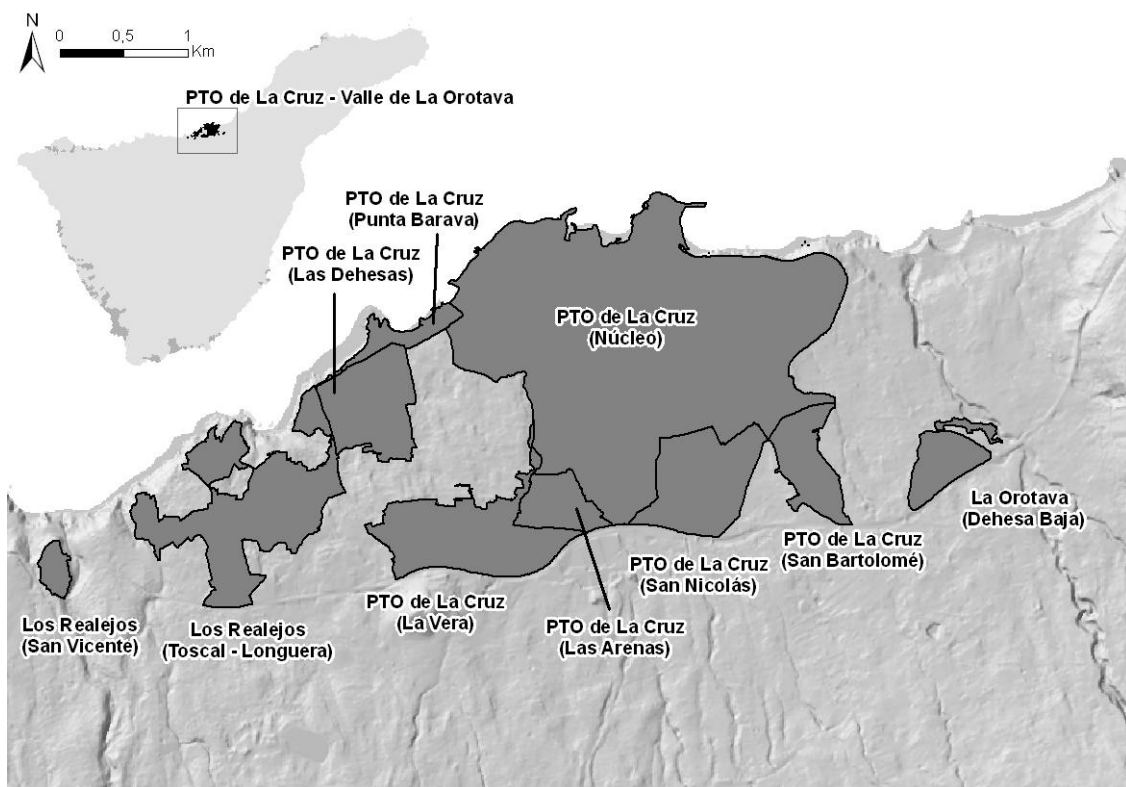 N
0 0,5 1
Km
PTO de La Cruz - Valle de La Orotava
PTO de La Cruz
(Punta Barava)
PTO de La Cruz
(Las Dehesas)
PTO de La Cruz
(Núcleo)
La Orotava
(Dehesa Baja)
PTO de La Cruz
(San Bartolomé)
PTO de La Cruz
(San Nicolás)
PTO de La Cruz
(La Vera)
PTO de La Cruz
(Las Arenas)
Los Realejos
(San Vicente)
Los Realejos
(Toscal - Longuera)